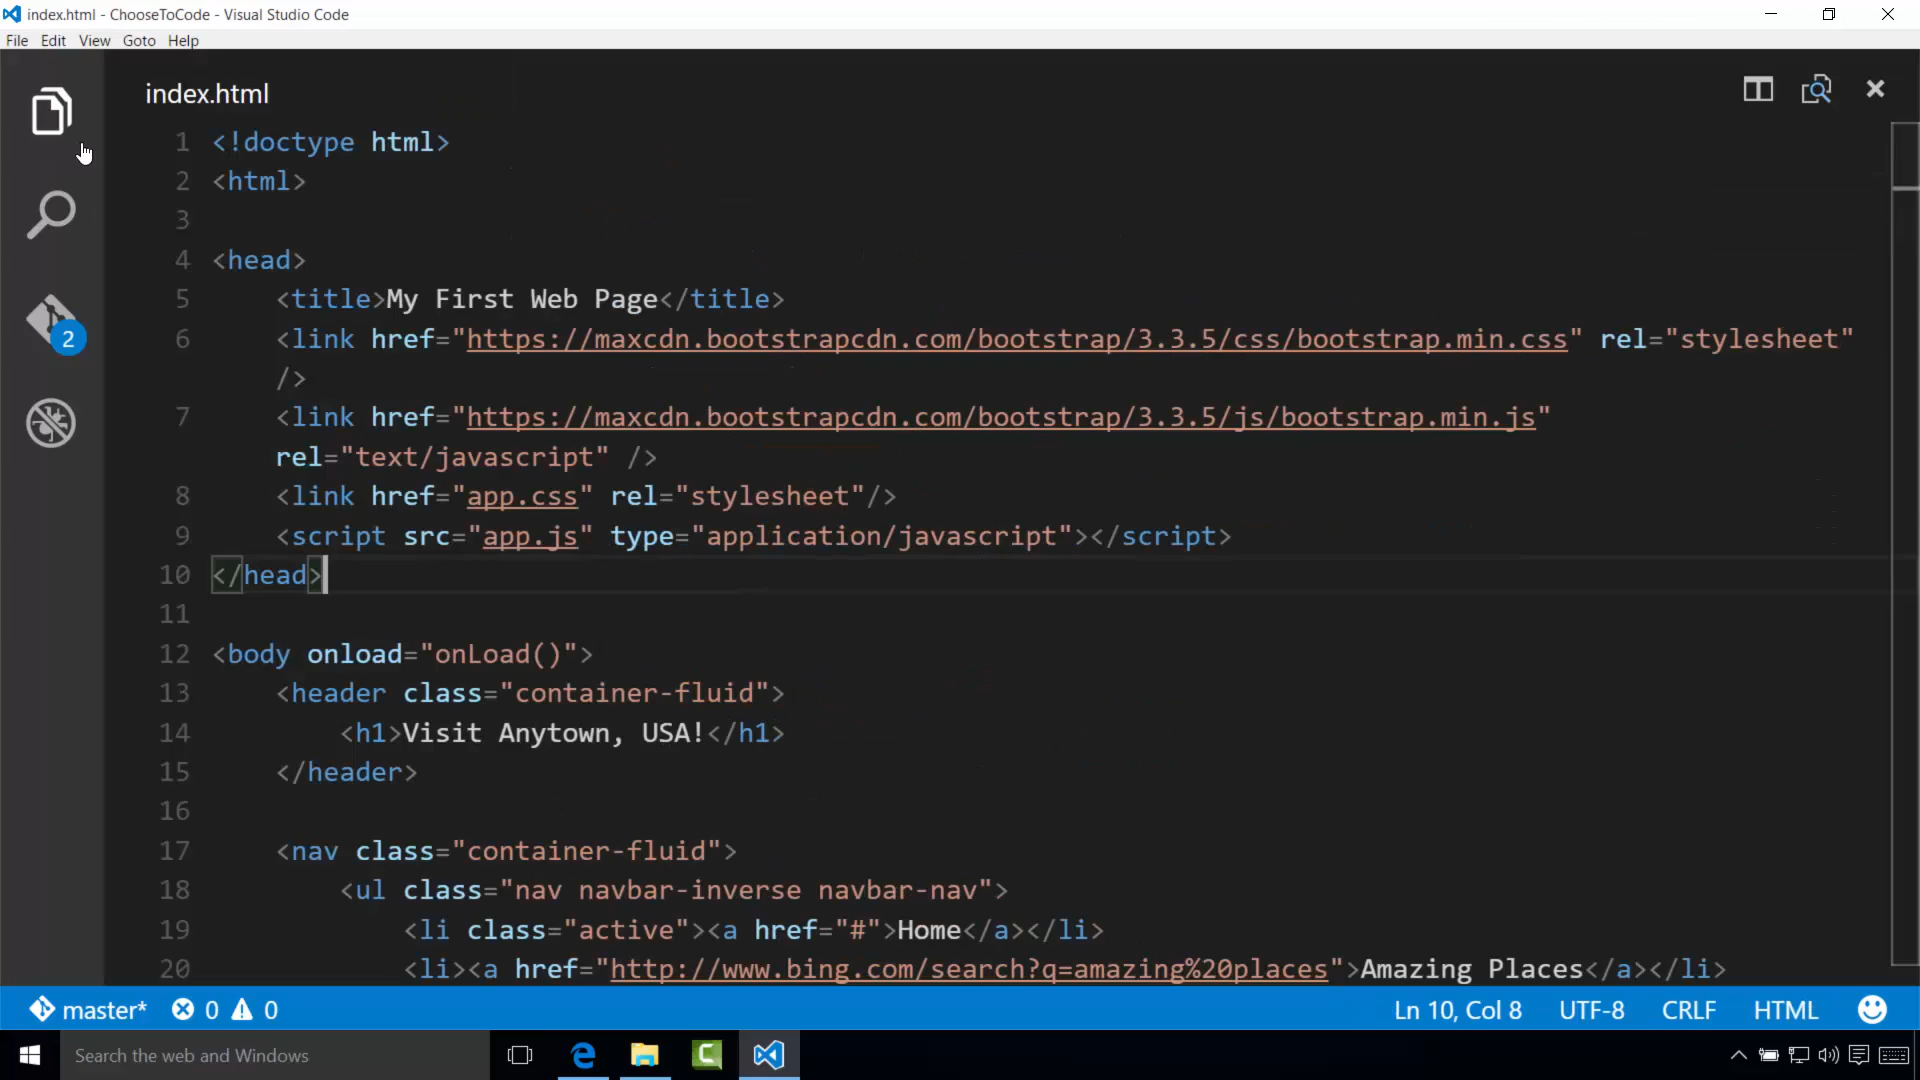 index.html - ChooseToCode - Visual Studio Code
File Edit View Goto Help
index.html
1 <!doctype html>
2 <html>
3
4 <head>
5 <title>My First Web Page</title>
6 <link href="https://maxcdn.bootstrapcdn.com/bootstrap/3.3.5/css/bootstrap.min.css" rel="stylesheet"
/>
7 <link href="https://maxcdn.bootstrapcdn.com/bootstrap/3.3.5/js/bootstrap.min.js"
rel="text/javascript" />
8 <link href="app.css" rel="stylesheet"/>
9 <script src="app.js" type="application/javascript"></script>
10 </head>
11
12 <body onload="onLoad()">
13 <header class="container-fluid">
14 <h1>Visit Anytown, USA!</h1>
15 </header>
16
17 <nav class="container-fluid">
18 <ul class="nav navbar-inverse navbar-nav">
19 <li class="active"><a href="#">Home</a></li>
20 <li><a href="http://www.bing.com/search?q=amazing%20places">Amazing Places</a></li>
2
master* 0 0 Ln 10, Col 8 UTF-8 CRLF HTML
Search the web and Windows